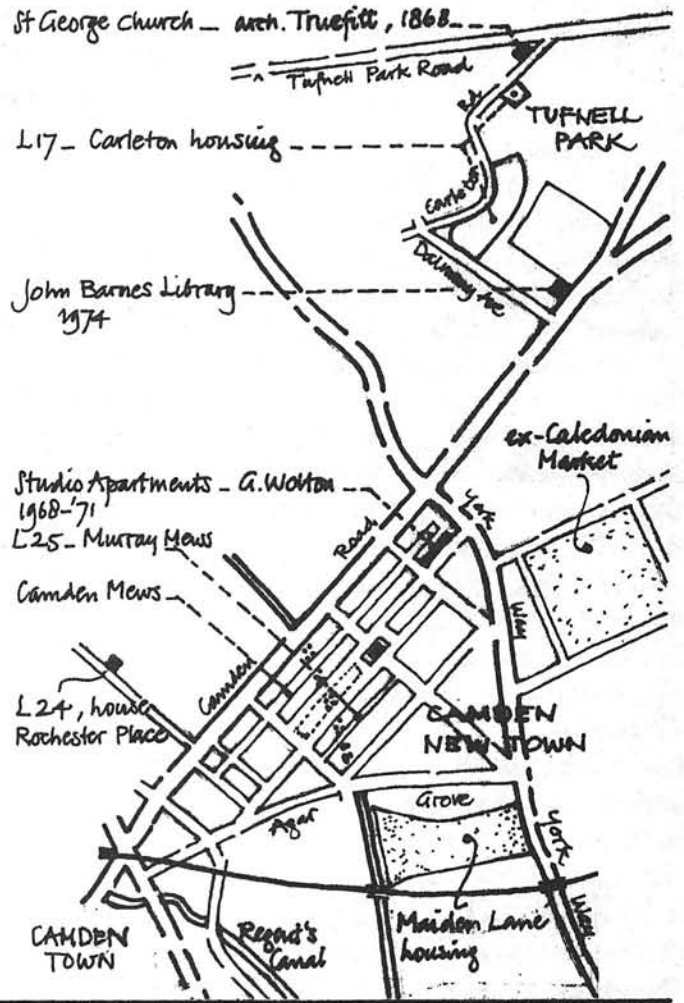 St George Church – arch. Truefitt, 1868
Tufnell Park Road
Rd
TUFNELL
PARK
L17 – Carleton housing
Carleton
Dalmeny Ave
John Barnes Library
1974
ex-Caledonian
Market
Studio Apartments – G. Wolton
1968-'71
L25 – Murray Mews
York
Road
Way
Camden Mews
Camden
L24, house
Rochester Place
CAMDEN
NEW TOWN
Grove
Agar
York
Way
Maiden Lane
housing
Regent's
Canal
CAMDEN
TOWN